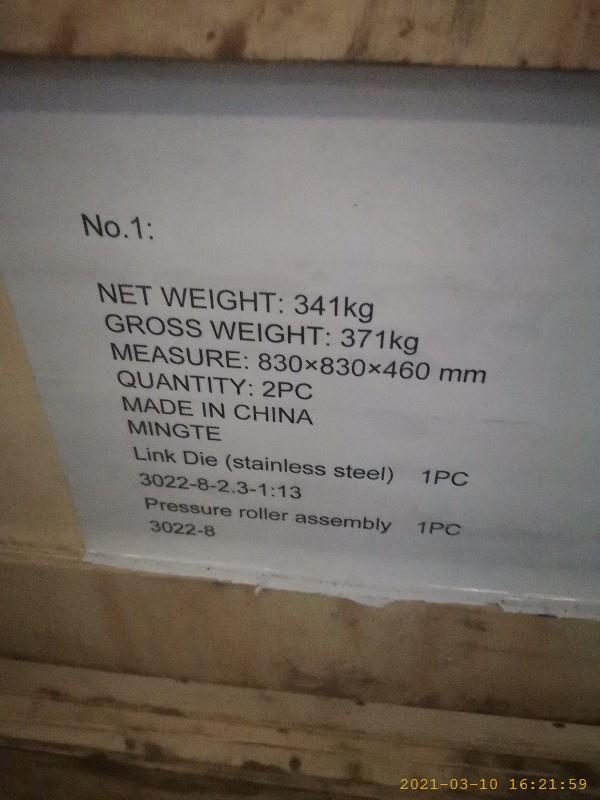 No.1:
NET WEIGHT: 341kg
GROSS WEIGHT: 371kg
MEASURE: 830×830×460 mm
QUANTITY: 2PC
MADE IN CHINA
MINGTE
Link Die (stainless steel) 1PC
3022-8-2.3-1:13
Pressure roller assembly 1PC
3022-8
2021-03-10 16:21:59